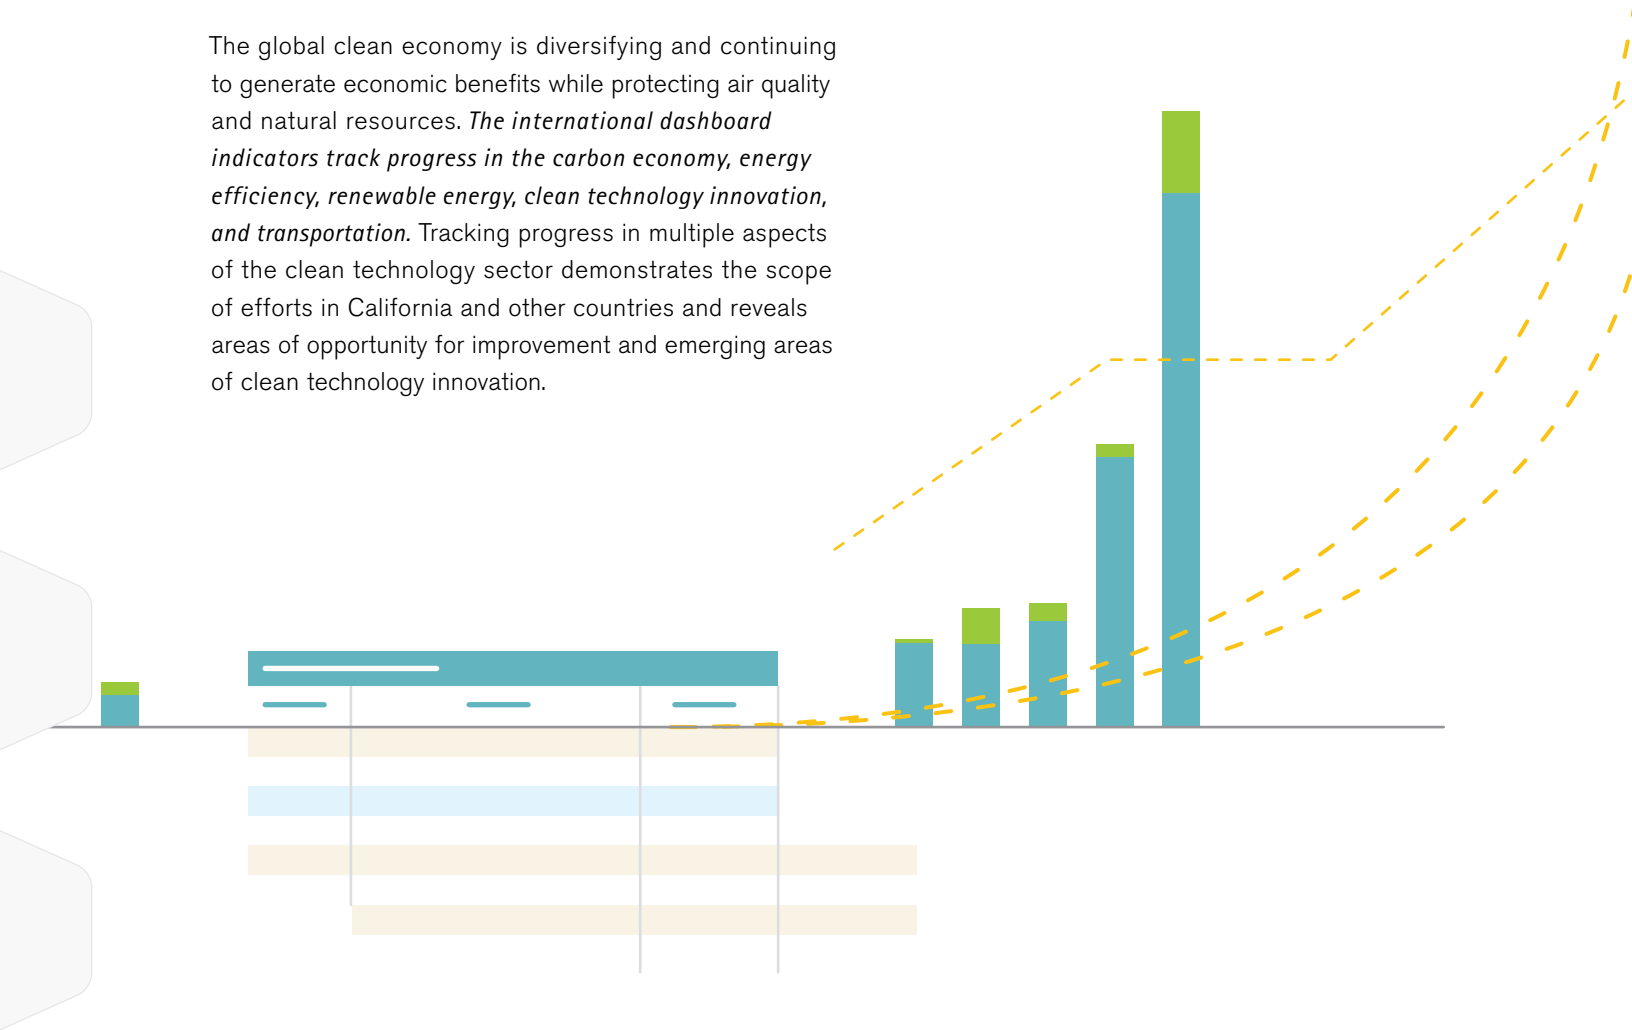 The global clean economy is diversifying and continuing
to generate economic benefits while protecting air quality
and natural resources. The international dashboard
indicators track progress in the carbon economy, energy
efficiency, renewable energy, clean technology innovation,
and transportation. Tracking progress in multiple aspects
of the clean technology sector demonstrates the scope
of efforts in California and other countries and reveals
areas of opportunity for improvement and emerging areas
of clean technology innovation.